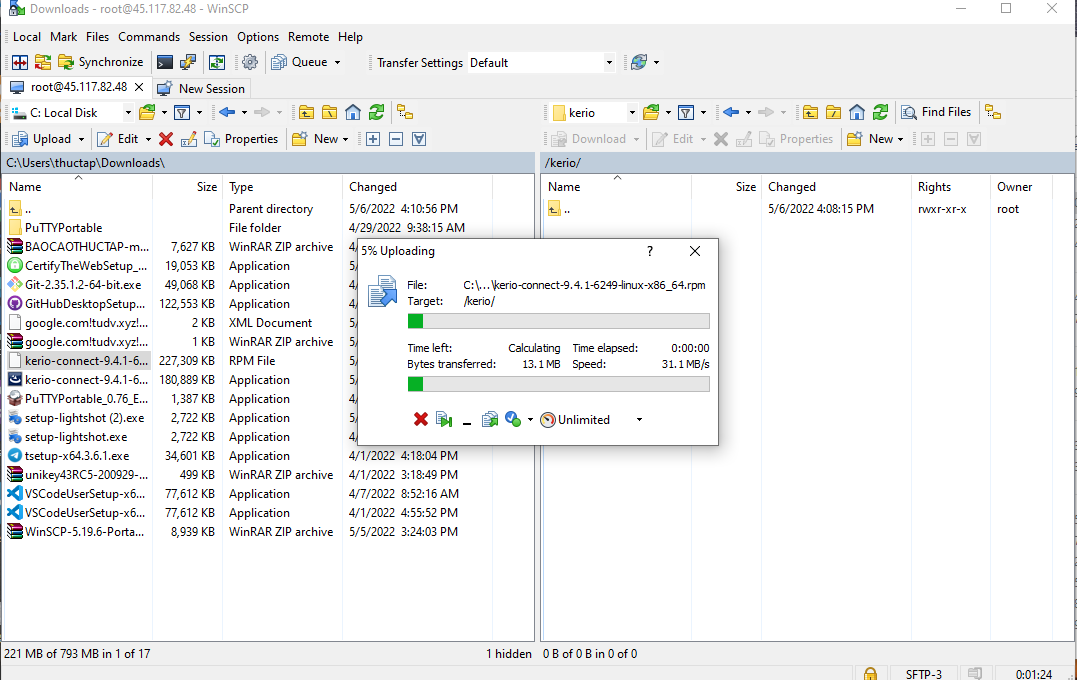 Downloads - root@45.117.82.48 - WinSCP
Local Mark Files Commands Session Options Remote Help
Synchronize Queue Transfer Settings Default
root@45.117.82.48 New Session
C: Local Disk kerio Find Files
Upload Edit Properties New Download Edit Properties New
C:\Users\thuctap\Downloads\ /kerio/
Name Size Type Changed Name Size Changed Rights Owner
.. Parent directory 5/6/2022 4:10:56 PM .. 5/6/2022 4:08:15 PM rwxr-xr-x root
PuTTYPortable File folder 4/29/2022 9:38:15 AM
BAOCAOTHUCTAP-m... 7,627 KB WinRAR ZIP archive 4/
CertifyTheWebSetup_... 19,053 KB Application 5/
Git-2.35.1.2-64-bit.exe 49,068 KB Application 4/
GitHubDesktopSetup... 122,553 KB Application 5/
google.com!tudv.xyz!... 2 KB XML Document 5/
google.com!tudv.xyz!... 1 KB WinRAR ZIP archive 5/
kerio-connect-9.4.1-6... 227,309 KB RPM File 5/
kerio-connect-9.4.1-6... 180,889 KB Application 5/
PuTTYPortable_0.76_E... 1,387 KB Application 4/
setup-lightshot (2).exe 2,722 KB Application 4/
setup-lightshot.exe 2,722 KB Application 4/
tsetup-x64.3.6.1.exe 34,601 KB Application 4/1/2022 4:18:04 PM
unikey43RC5-200929-... 499 KB WinRAR ZIP archive 4/1/2022 3:18:49 PM
VSCodeUserSetup-x6... 77,612 KB Application 4/7/2022 8:52:16 AM
VSCodeUserSetup-x6... 77,612 KB Application 4/1/2022 4:55:52 PM
WinSCP-5.19.6-Porta... 8,939 KB WinRAR ZIP archive 5/5/2022 3:24:03 PM
5% Uploading ?
File: C:\...\kerio-connect-9.4.1-6249-linux-x86_64.rpm
Target: /kerio/
Time left: Calculating Time elapsed: 0:00:00
Bytes transferred: 13.1 MB Speed: 31.1 MB/s
Unlimited
221 MB of 793 MB in 1 of 17 1 hidden 0 B of 0 B in 0 of 0
SFTP-3 0:01:24